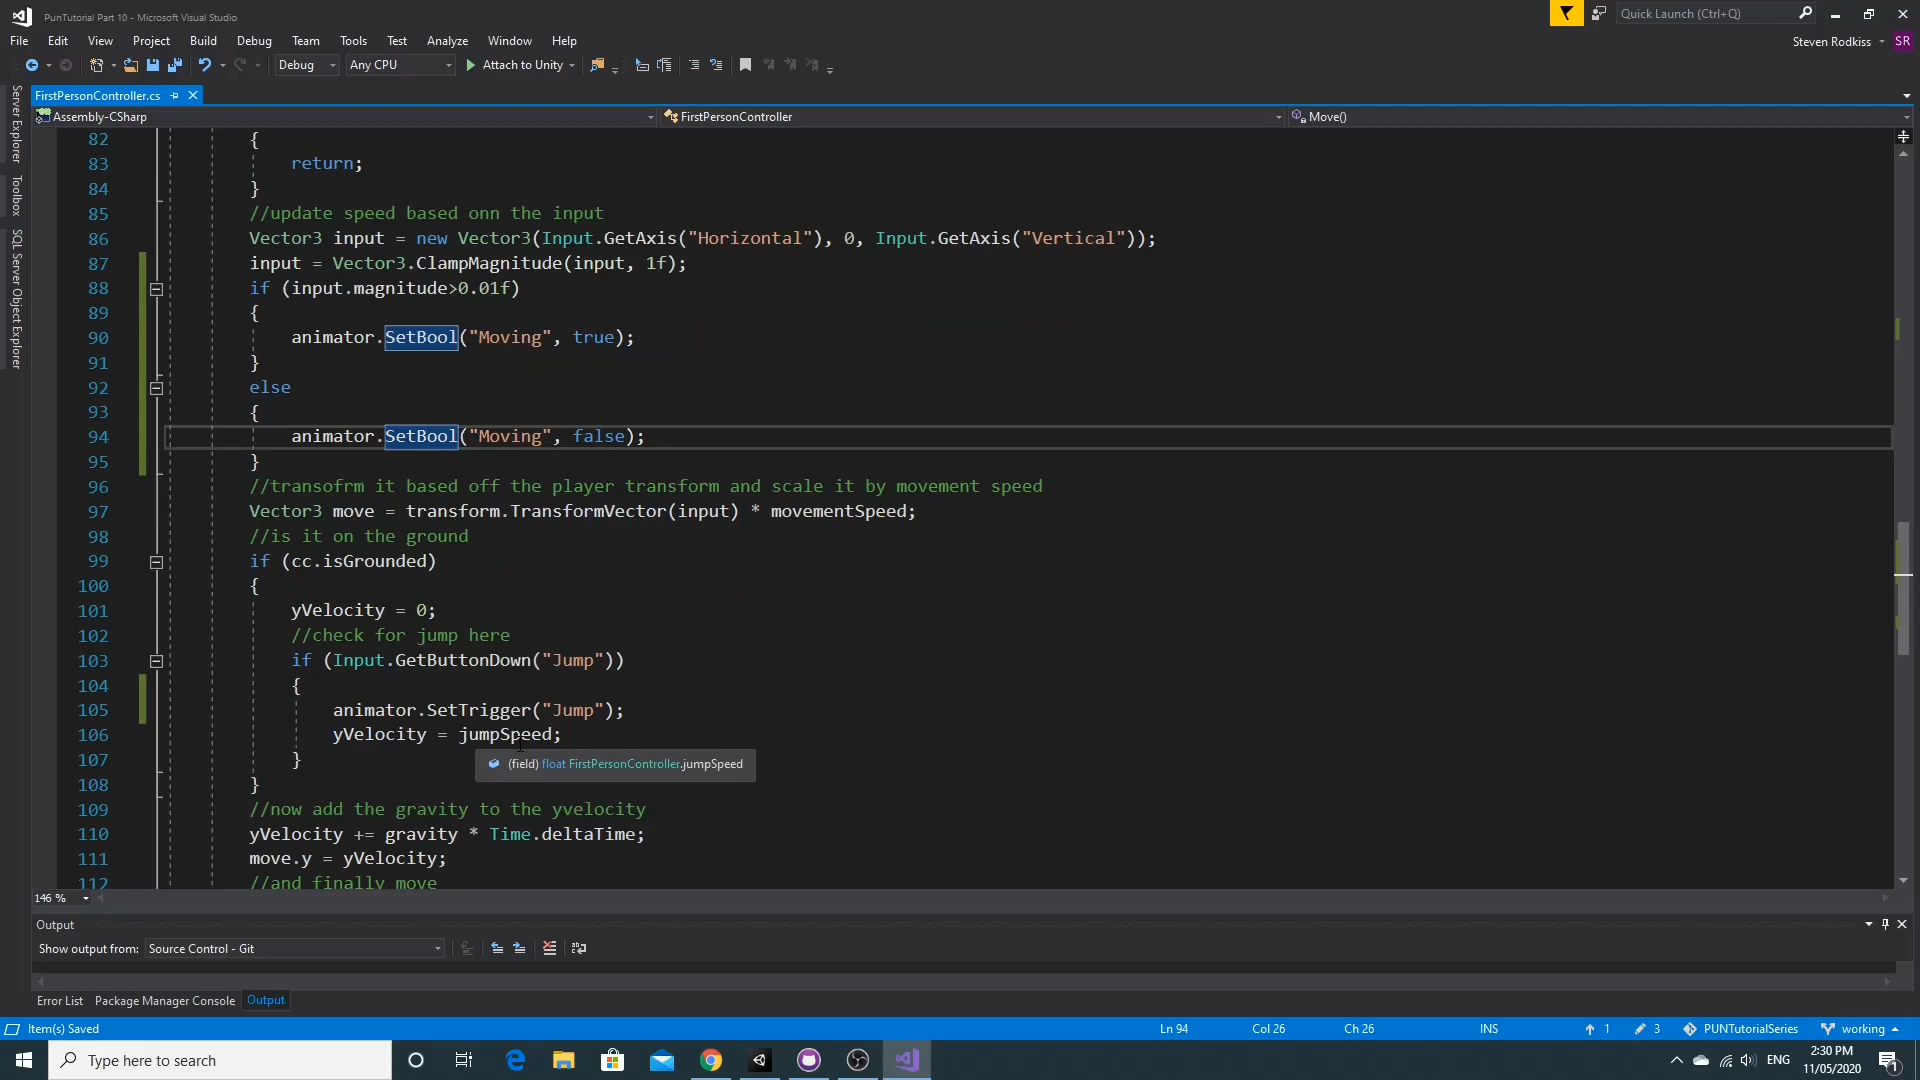 PunTutorial Part 10 - Microsoft Visual Studio
Quick Launch (Ctrl+Q)
File Edit View Project Build Debug Team Tools Test Analyze Window Help
Steven Rodkiss SR
Debug Any CPU Attach to Unity
Server Explorer
Toolbox
SQL Server Object Explorer
FirstPersonController.cs
Assembly-CSharp FirstPersonController Move()
82 {
83 return;
84 }
85 //update speed based onn the input
86 Vector3 input = new Vector3(Input.GetAxis("Horizontal"), 0, Input.GetAxis("Vertical"));
87 input = Vector3.ClampMagnitude(input, 1f);
88 if (input.magnitude>0.01f)
89 {
90 animator.SetBool("Moving", true);
91 }
92 else
93 {
94 animator.SetBool("Moving", false);
95 }
96 //transofrm it based off the player transform and scale it by movement speed
97 Vector3 move = transform.TransformVector(input) * movementSpeed;
98 //is it on the ground
99 if (cc.isGrounded)
100 {
101 yVelocity = 0;
102 //check for jump here
103 if (Input.GetButtonDown("Jump"))
104 {
105 animator.SetTrigger("Jump");
106 yVelocity = jumpSpeed;
107 }
(field) float FirstPersonController.jumpSpeed
108 }
109 //now add the gravity to the yvelocity
110 yVelocity += gravity * Time.deltaTime;
111 move.y = yVelocity;
112 //and finally move
146 %
Output
Show output from: Source Control - Git
Error List Package Manager Console Output
Item(s) Saved Ln 94 Col 26 Ch 26 INS 1 3 PUNTutorialSeries working
Type here to search
ENG
2:30 PM
11/05/2020
1